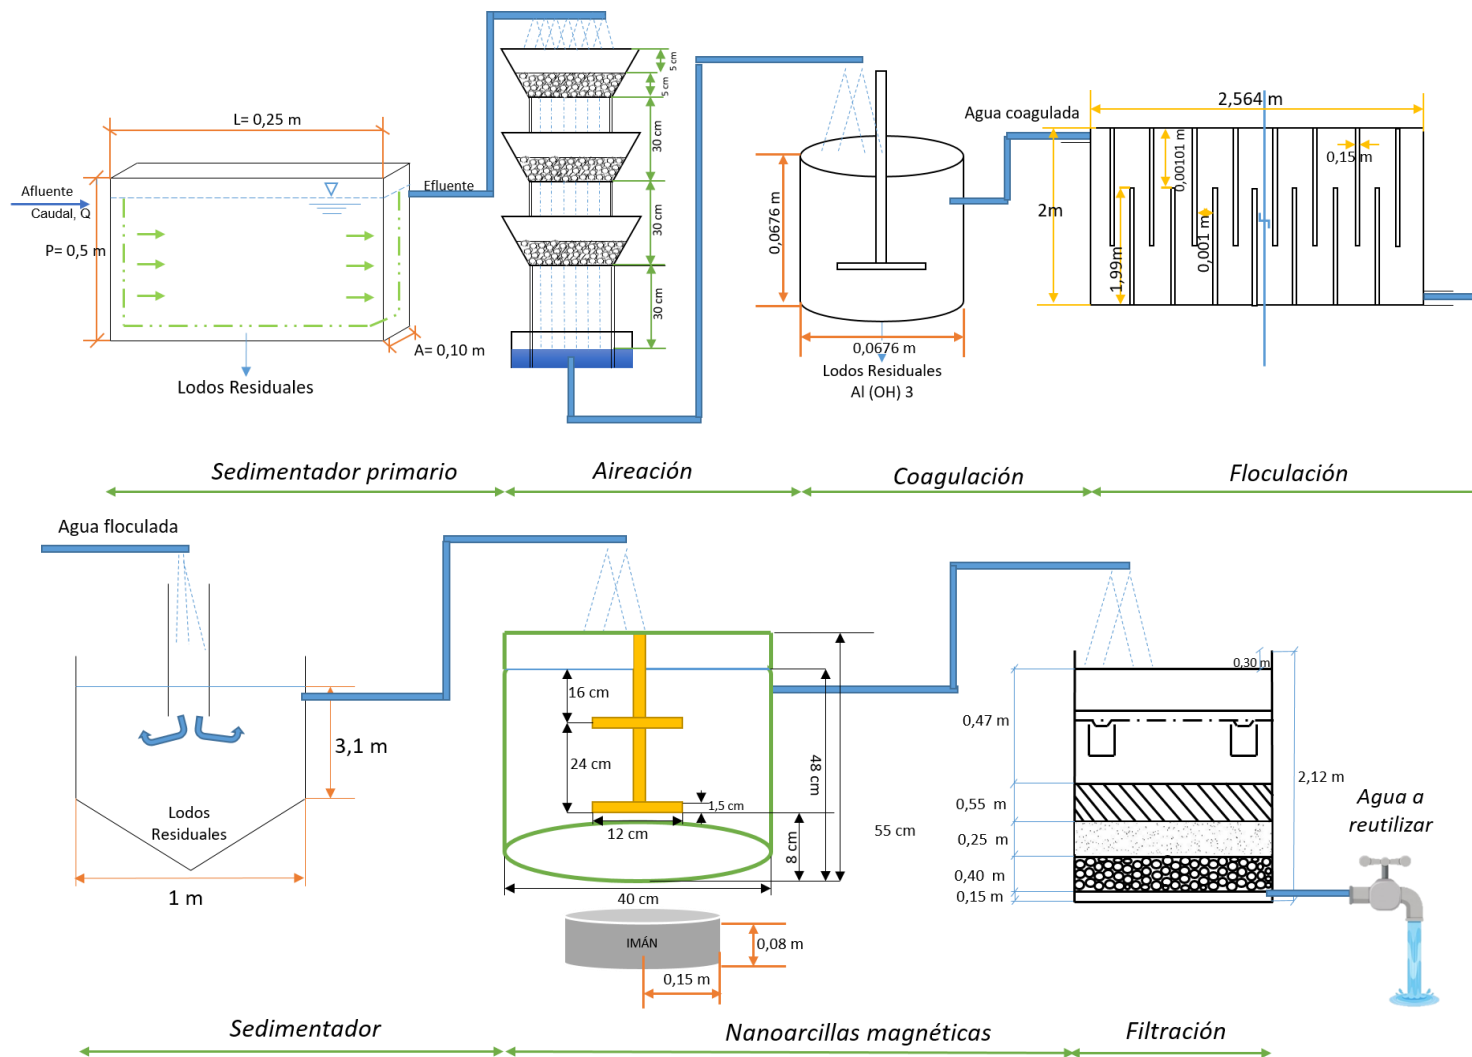 L= 0,25 m
Afluente
Caudal, Q
P= 0,5 m
A= 0,10 m
Lodos Residuales
Efluente
5 cm
5 cm
30 cm
30 cm
30 cm
0,0676 m
0,0676 m
Lodos Residuales
Al (OH) 3
Agua coagulada
2,564 m
0,00101 m
0,15 m
2m
1,99m
0,001 m
Sedimentador primario
Aireación
Coagulación
Floculación
Agua floculada
3,1 m
Lodos
Residuales
1 m
16 cm
24 cm
1,5 cm
12 cm
8 cm
48 cm
55 cm
40 cm
IMÁN
0,08 m
0,15 m
0,30 m
0,47 m
2,12 m
0,55 m
0,25 m
0,40 m
0,15 m
Agua a
reutilizar
Sedimentador
Nanoarcillas magnéticas
Filtración